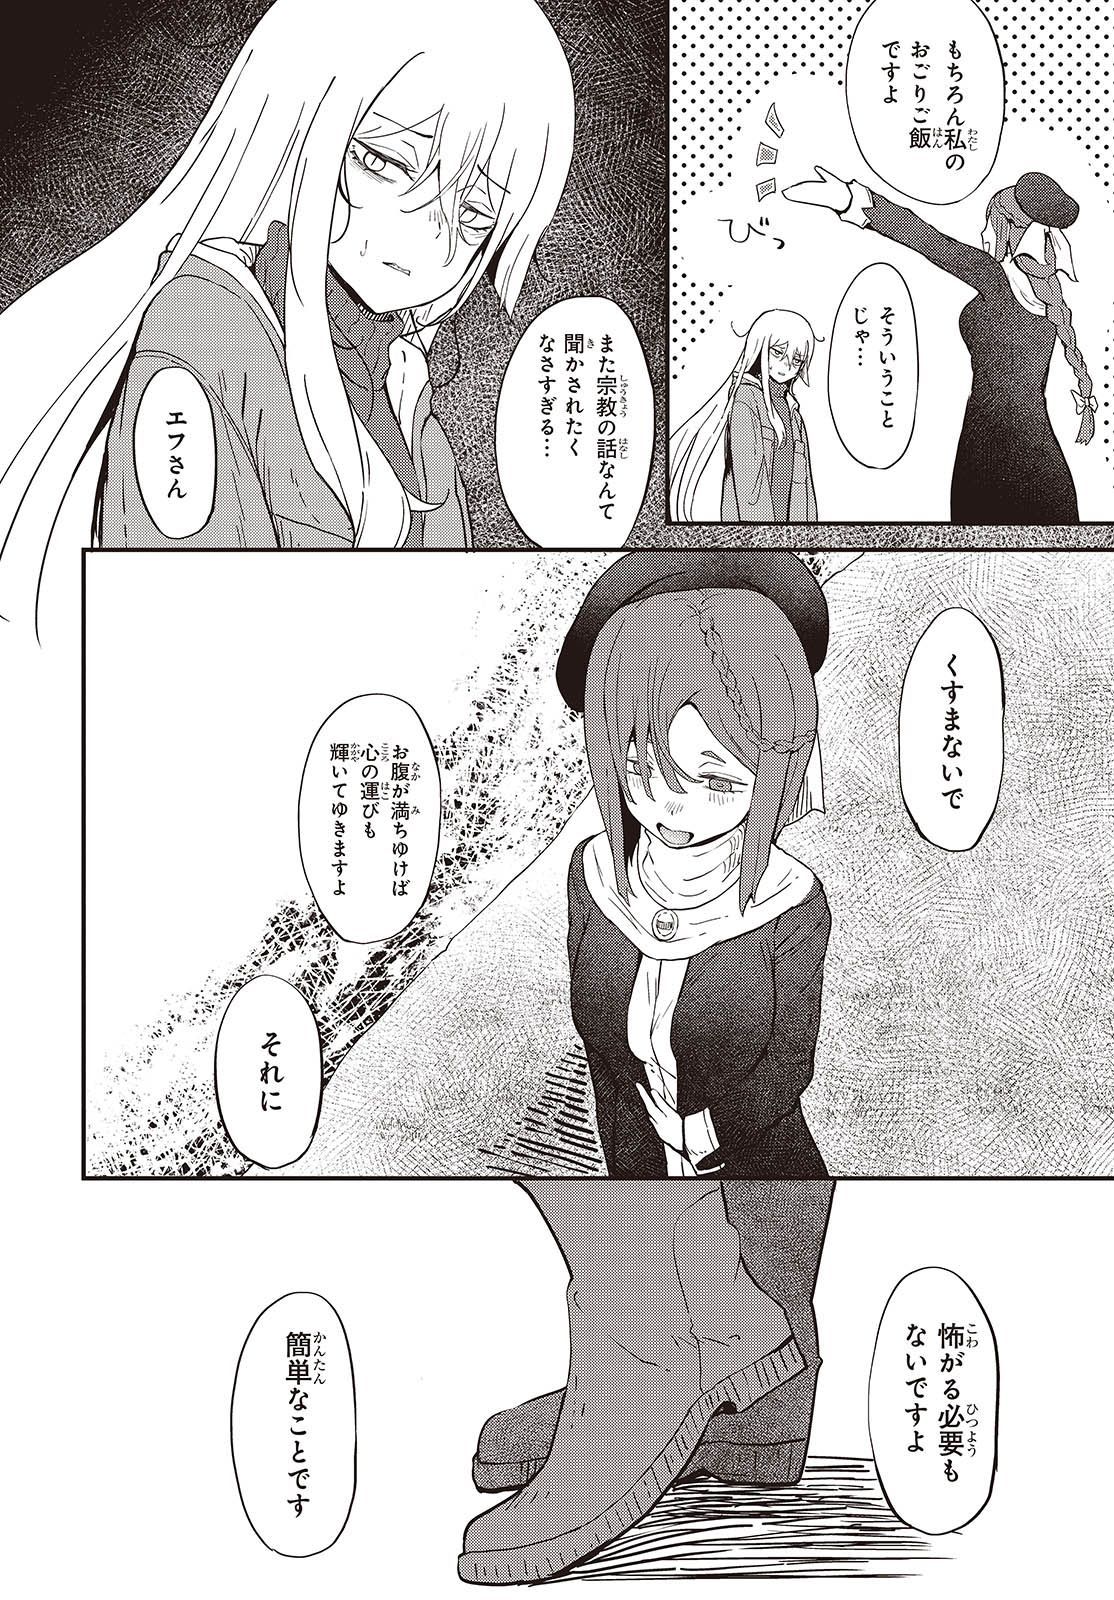 もちろん私の
おごりご飯
ですよ
びっ
そういうこと
じゃ…
また宗教の話なんて
聞かされたく
なさすぎる…
エフさん
くすまないで
お腹が満ちゆけば
心の運びも
輝いてゆきますよ
それに
怖がる必要も
ないですよ
簡単なことです